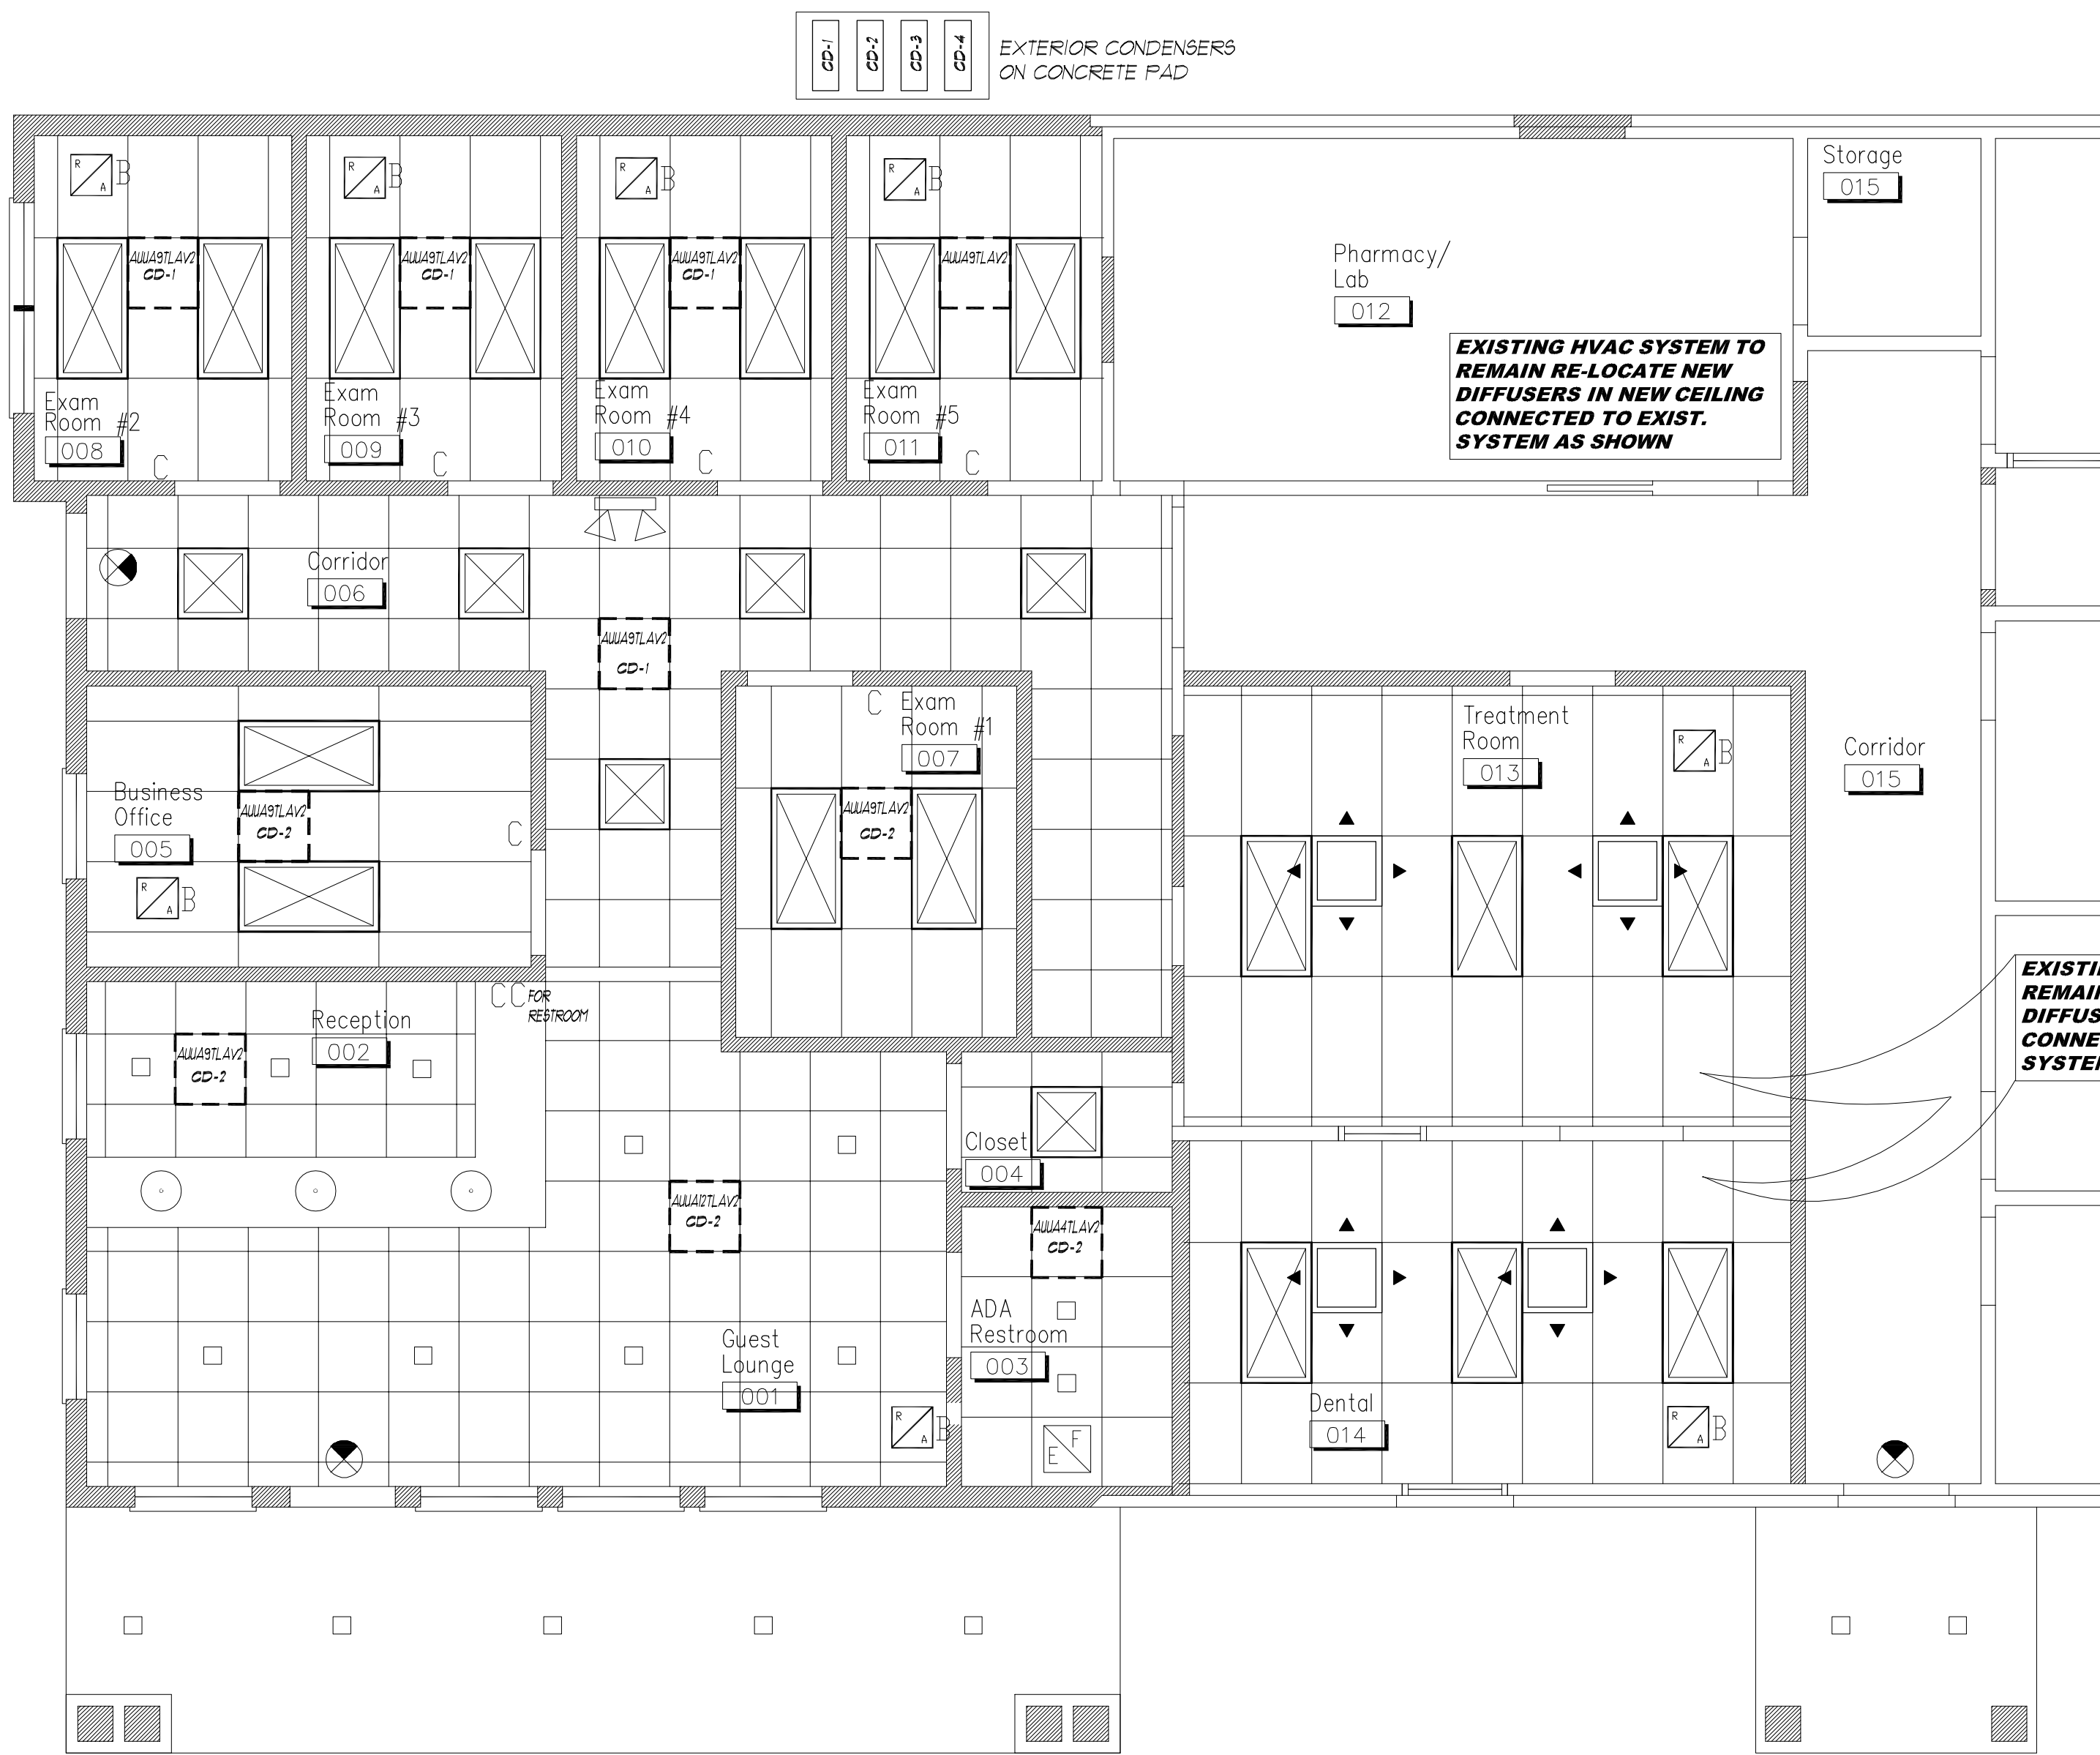 CD-1
CD-2
CD-3
CD-4
EXTERIOR CONDENSERS
ON CONCRETE PAD
R
A
B
R
A
B
R
A
B
R
A
B
AUUA9TLAV2
CD-1
AUUA9TLAV2
CD-1
AUUA9TLAV2
CD-1
AUUA9TLAV2
Exam
Room #2
008
C
Exam
Room #3
009
C
Exam
Room #4
010
C
Exam
Room #5
011
C
Pharmacy/
Lab
012
Storage
015
EXISTING HVAC SYSTEM TO
REMAIN RE-LOCATE NEW
DIFFUSERS IN NEW CEILING
CONNECTED TO EXIST.
SYSTEM AS SHOWN
Corridor
006
AUUA9TLAV2
CD-1
Business
Office
005
AUUA9TLAV2
CD-2
C
R
A
B
C
Exam
Room #1
007
AUUA9TLAV2
CD-2
Treatment
Room
013
R
A
B
Corridor
015
CC FOR
RESTROOM
Reception
002
AUUA9TLAV2
CD-2
EXISTI
REMAI
DIFFUS
CONNE
SYSTE
Closet
004
AUUA12TLAV2
CD-2
AUUA4TLAV2
CD-2
ADA
Restroom
003
Guest
Lounge
001
R
A
B
F
E
Dental
014
R
A
B